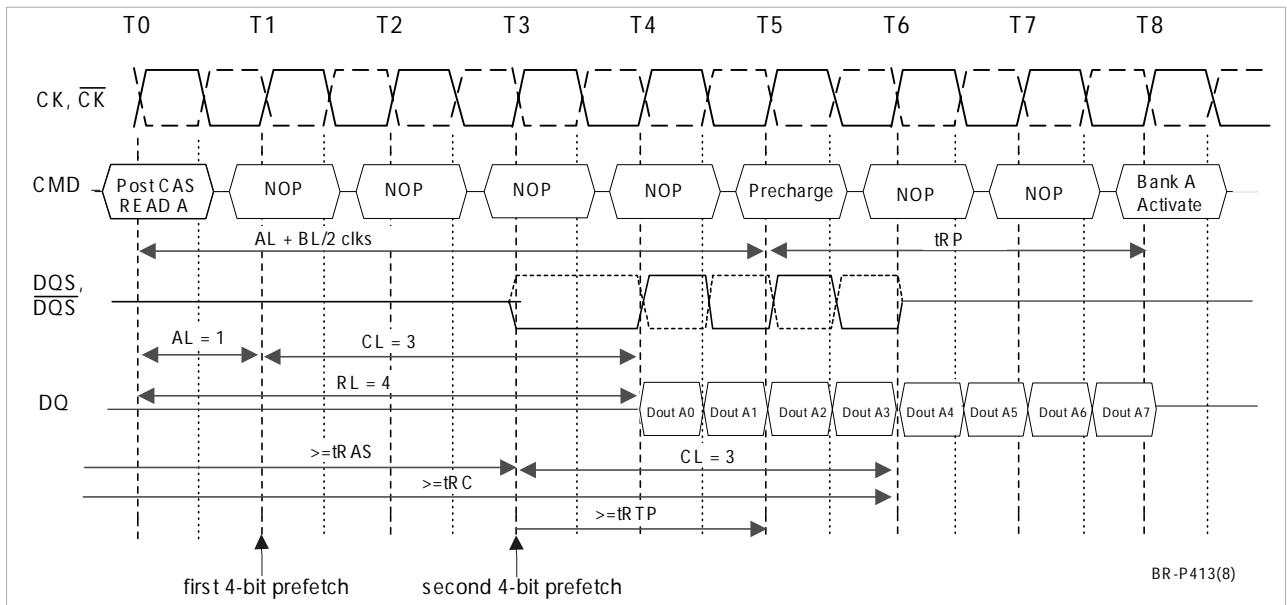 T0 T1 T2 T3 T4 T5 T6 T7 T8
CK, CK
CMD
Post CAS
READ A
NOP
NOP
NOP
NOP
Precharge
NOP
NOP
Bank A
Activate
AL + BL/2 clks
tRP
DQS,
DQS
AL = 1
CL = 3
RL = 4
DQ
Dout A0 Dout A1 Dout A2 Dout A3 Dout A4 Dout A5 Dout A6 Dout A7
>=tRAS
CL = 3
>=tRC
>=tRTP
first 4-bit prefetch
second 4-bit prefetch
BR-P413(8)